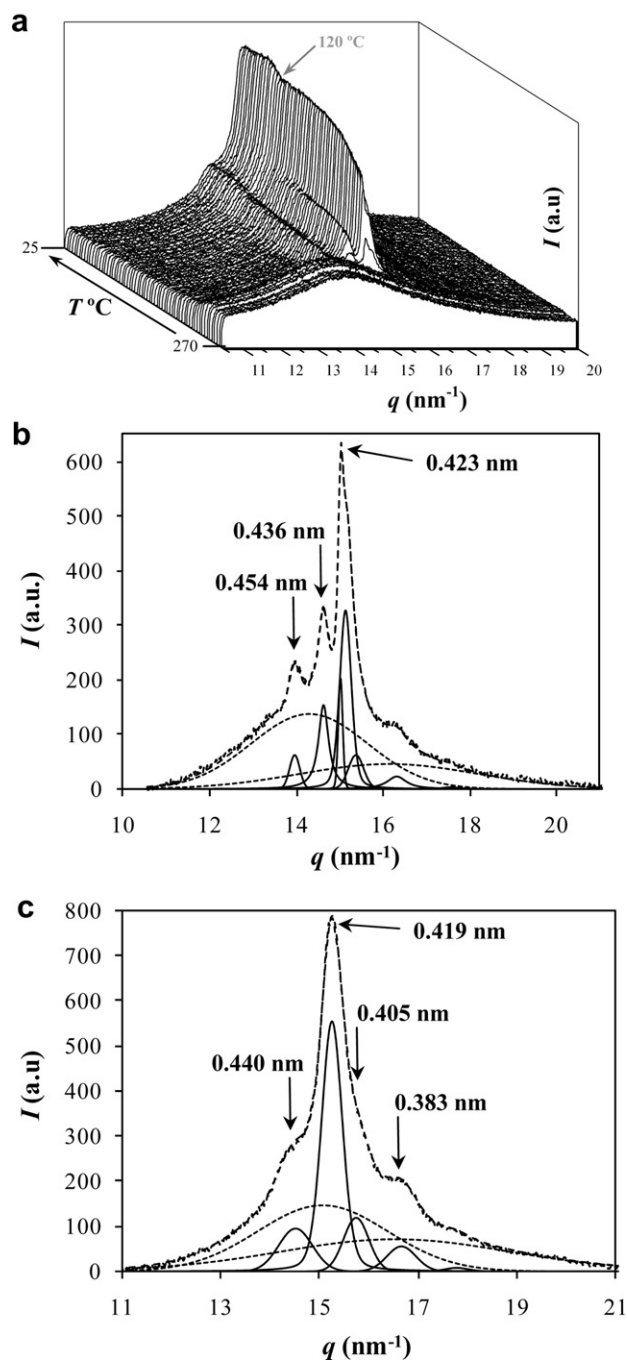 a
120 ºC
I (a.u)
25
T ºC
270
11 12 13 14 15 16 17 18 19 20
q (nm-1)
b
600
500
400
300
200
100
0
0.423 nm
0.436 nm
0.454 nm
I (a.u.)
10 12 14 16 18 20
q (nm-1)
c
800
700
600
500
400
300
200
100
0
0.419 nm
0.405 nm
0.440 nm
0.383 nm
I (a.u)
11 13 15 17 19 21
q (nm-1)